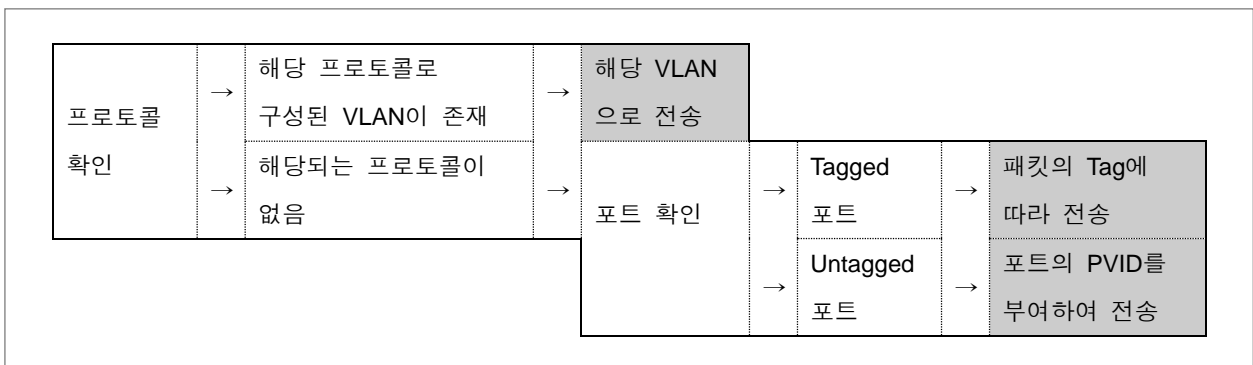 프로토콜
확인
→
해당 프로토콜로
구성된 VLAN이 존재
→
해당 VLAN
으로 전송
→
해당되는 프로토콜이
없음
→
포트 확인
→
Tagged
포트
→
패킷의 Tag에
따라 전송
→
Untagged
포트
→
포트의 PVID를
부여하여 전송